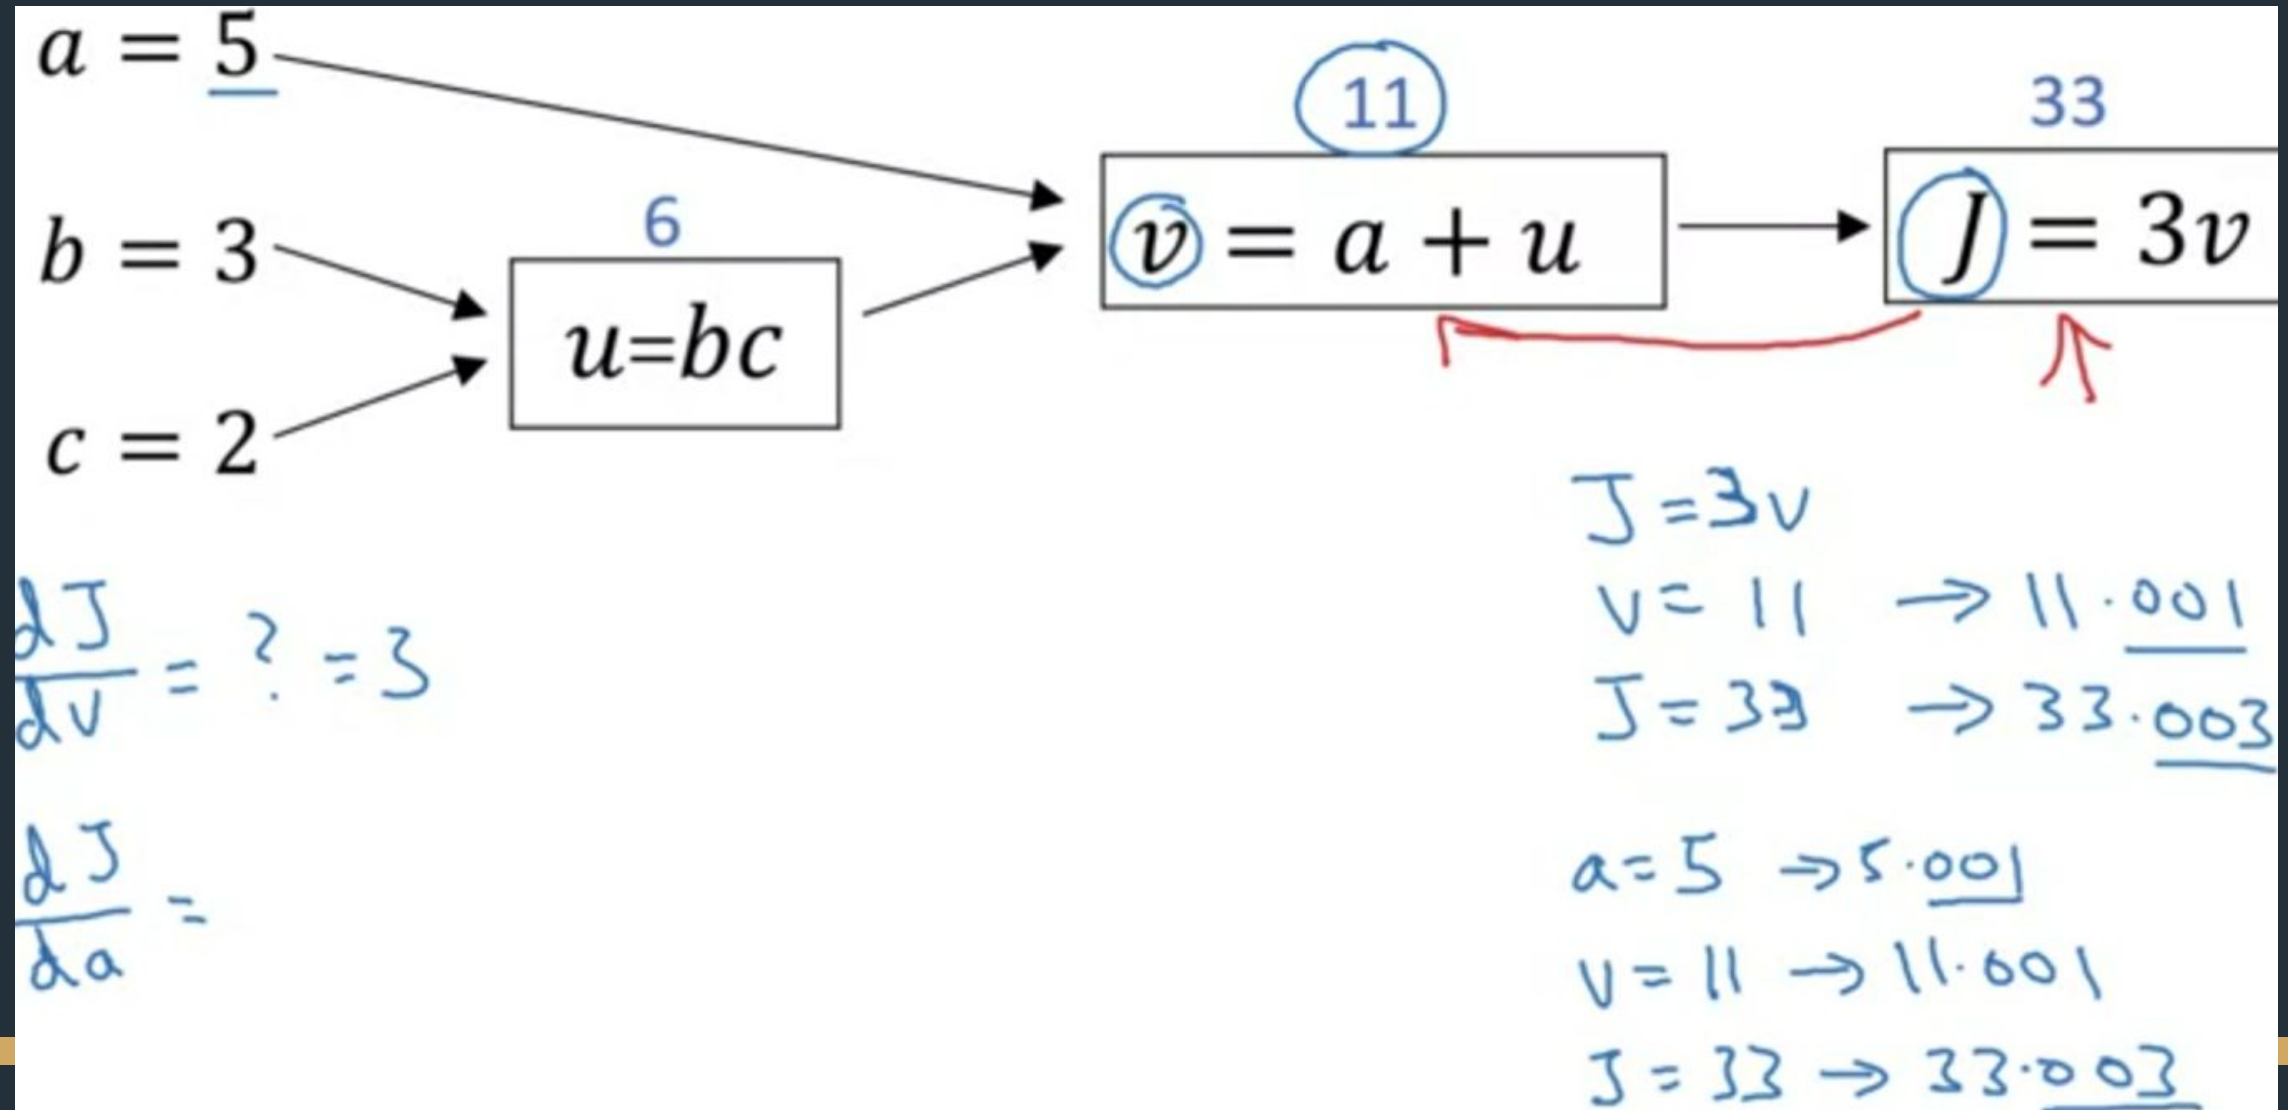 a = 5
11
33
b = 3
6
v = a + u
J = 3v
u=bc
c = 2
J = 3v
v = 11 → 11.001
J = 33 → 33.003
dJ/dv = ? = 3
a = 5 → 5.001
v = 11 → 11.001
J = 33 → 33.003
dJ/da =